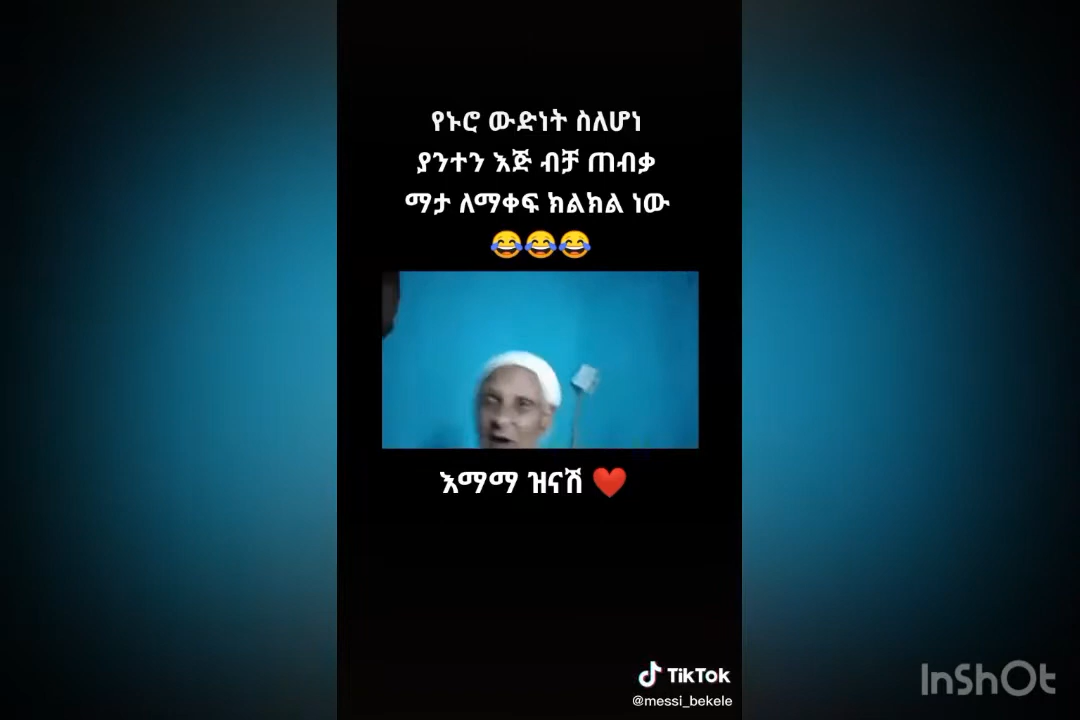 የኑሮ ውድነት ስለሆነ
ያንተን እጅ ብቻ ጠብቃ
ማታ ለማቀፍ ክልክል ነው
😂😂😂
እማማ ዝናሽ ❤️
TikTok
@messi_bekele
InShOt